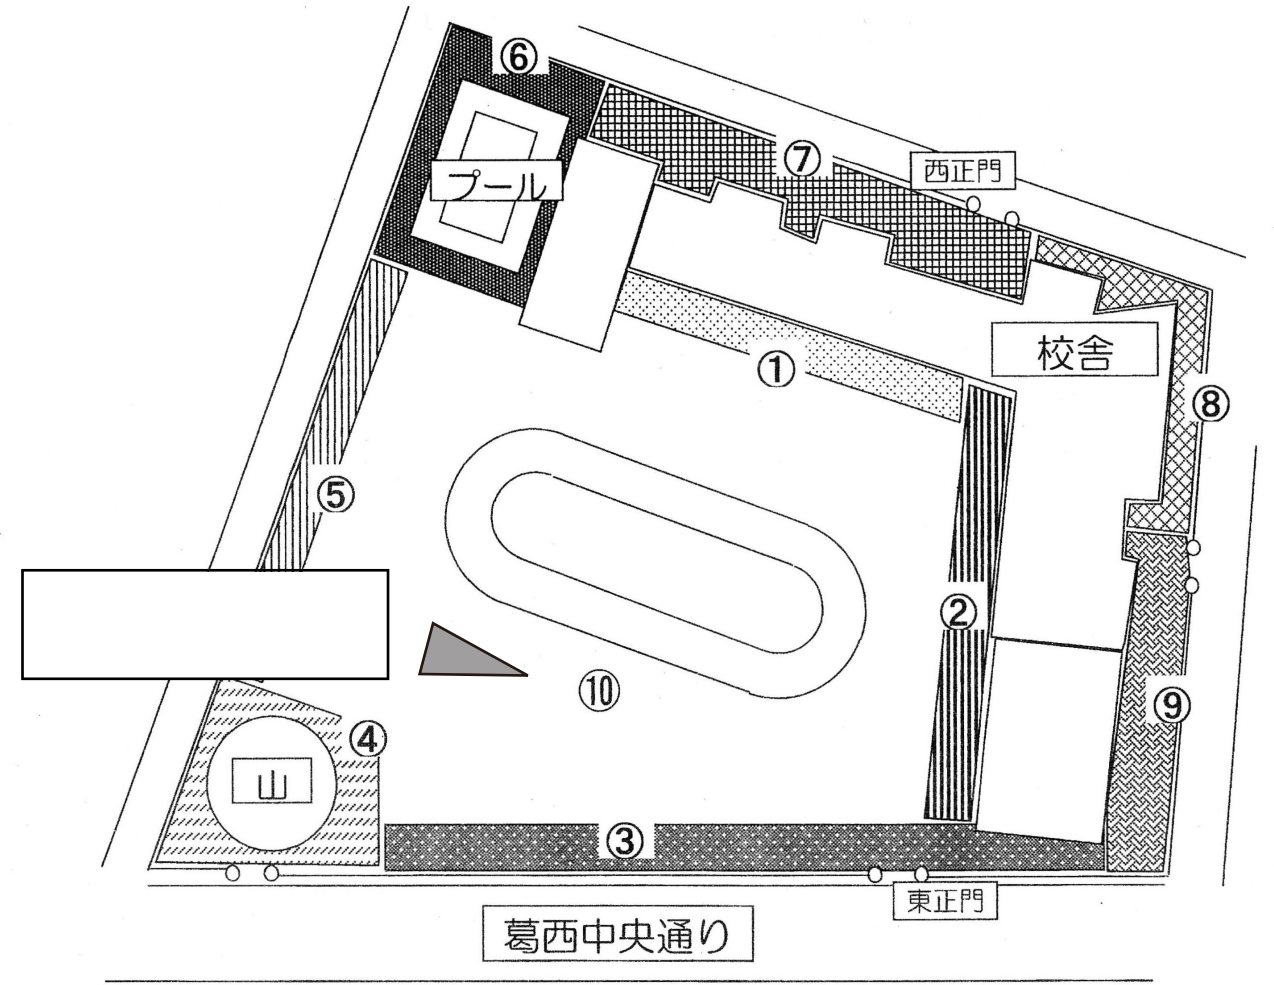 ⑥
⑦
西正門
プール
校舎
①
⑧
⑤
②
⑩
⑨
④
山
③
東正門
葛西中央通り